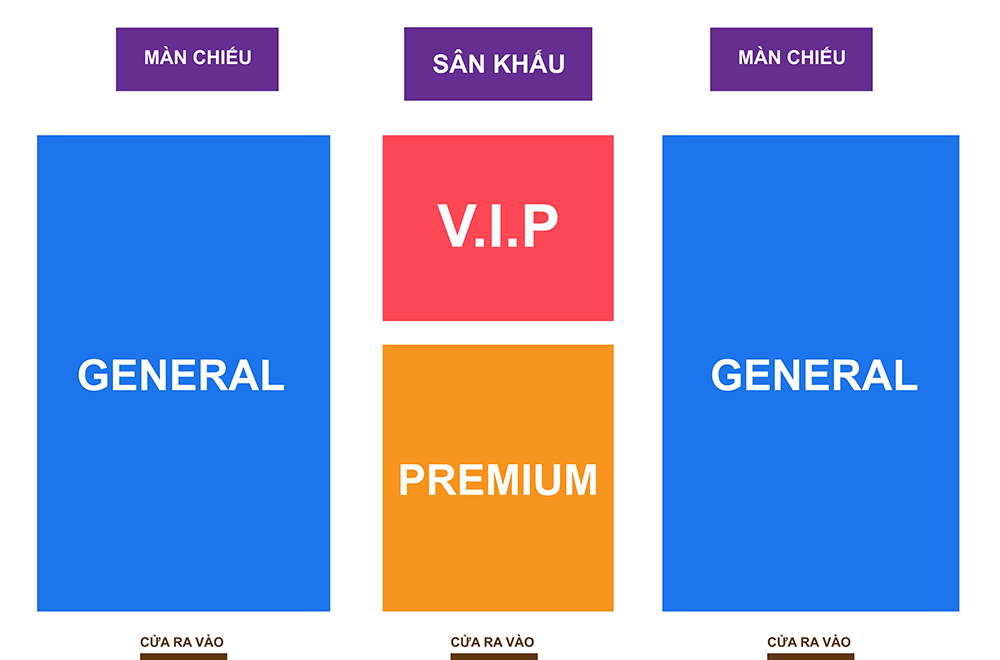 MÀN CHIẾU
SÂN KHẤU
MÀN CHIẾU
V.I.P
GENERAL
GENERAL
PREMIUM
CỬA RA VÀO
CỬA RA VÀO
CỬA RA VÀO